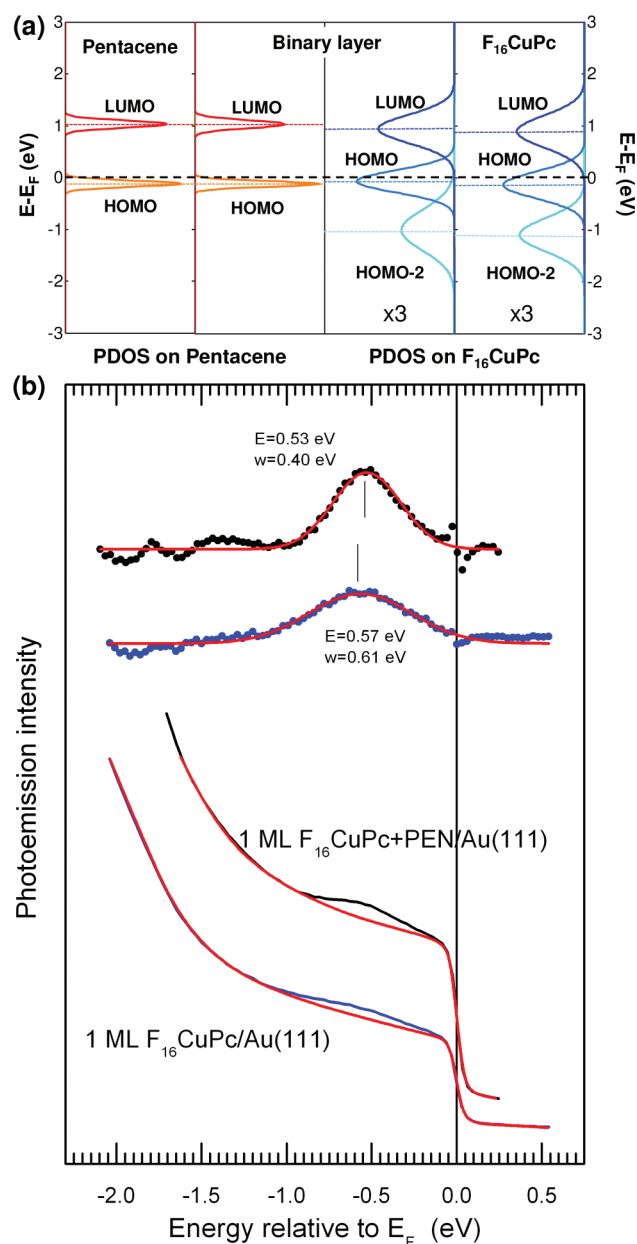 (a)
Pentacene Binary layer F₁₆CuPc
3 3
2 2
1 1
0 0
-1 -1
-2 -2
-3 -3
E-E_F (eV) E-E_F (eV)
LUMO LUMO LUMO LUMO
HOMO HOMO
HOMO HOMO
HOMO-2 HOMO-2
x3 x3
PDOS on Pentacene PDOS on F₁₆CuPc
(b)
E=0.53 eV
w=0.40 eV
E=0.57 eV
w=0.61 eV
Photoemission intensity
1 ML F₁₆CuPc+PEN/Au(111)
1 ML F₁₆CuPc/Au(111)
-2.0 -1.5 -1.0 -0.5 0.0 0.5
Energy relative to E_F (eV)